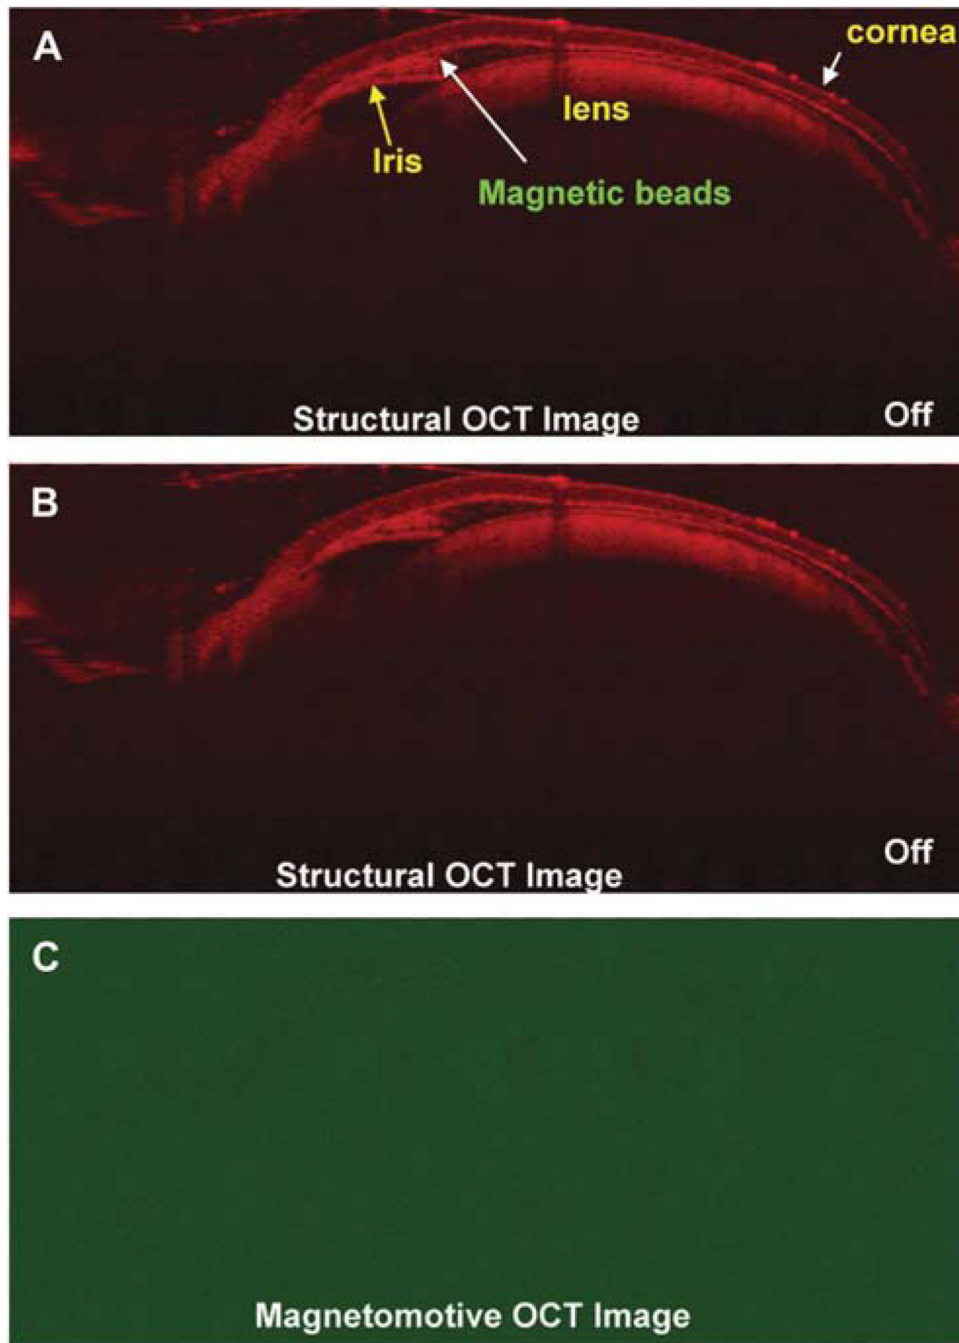 A
cornea
lens
Iris
Magnetic beads
Structural OCT Image
Off
B
Off
Structural OCT Image
C
Magnetomotive OCT Image